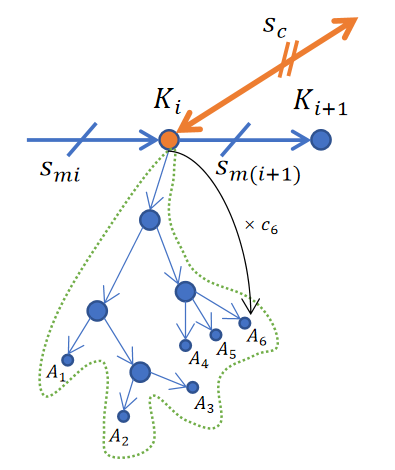 s_c
K_i
K_{i+1}
s_{mi}
s_{m(i+1)}
× c_6
A_1
A_2
A_3
A_4
A_5
A_6